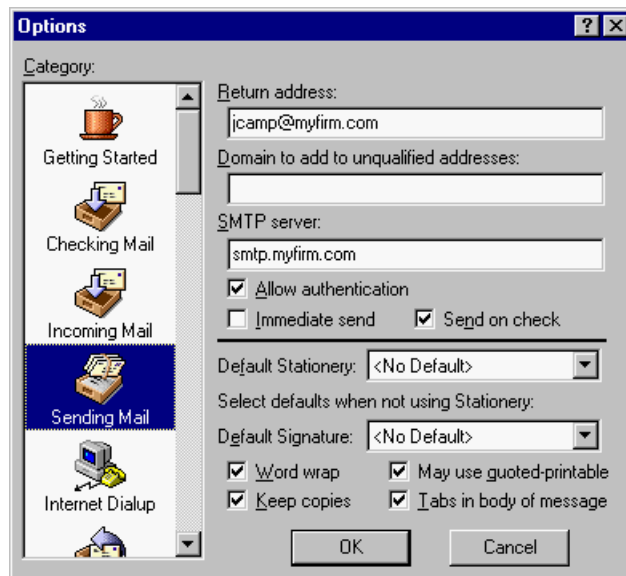 Options
Category:
Getting Started
Checking Mail
Incoming Mail
Sending Mail
Internet Dialup
Return address:
jcamp@myfirm.com
Domain to add to unqualified addresses:
SMTP server:
smtp.myfirm.com
Allow authentication
Immediate send Send on check
Default Stationery: <No Default>
Select defaults when not using Stationery:
Default Signature: <No Default>
Word wrap May use quoted-printable
Keep copies Tabs in body of message
OK Cancel